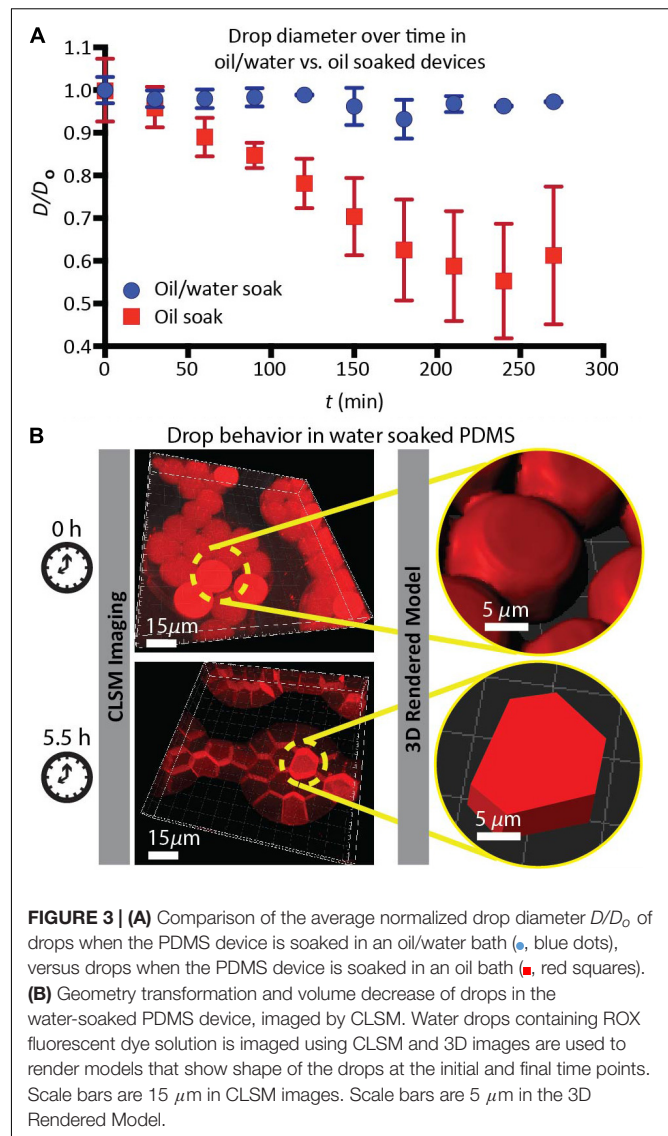 A
Drop diameter over time in
oil/water vs. oil soaked devices
1.1
1.0
0.9
0.8
0.7
0.6
0.5
0.4
D/Do
Oil/water soak
Oil soak
0 50 100 150 200 250 300
t (min)
B Drop behavior in water soaked PDMS
0 h
CLSM Imaging
15μm
3D Rendered Model
5 μm
5.5 h
15μm
5 μm
FIGURE 3 | (A) Comparison of the average normalized drop diameter D/Do of
drops when the PDMS device is soaked in an oil/water bath (●, blue dots),
versus drops when the PDMS device is soaked in an oil bath (■, red squares).
(B) Geometry transformation and volume decrease of drops in the
water-soaked PDMS device, imaged by CLSM. Water drops containing ROX
fluorescent dye solution is imaged using CLSM and 3D images are used to
render models that show shape of the drops at the initial and final time points.
Scale bars are 15 μm in CLSM images. Scale bars are 5 μm in the 3D
Rendered Model.